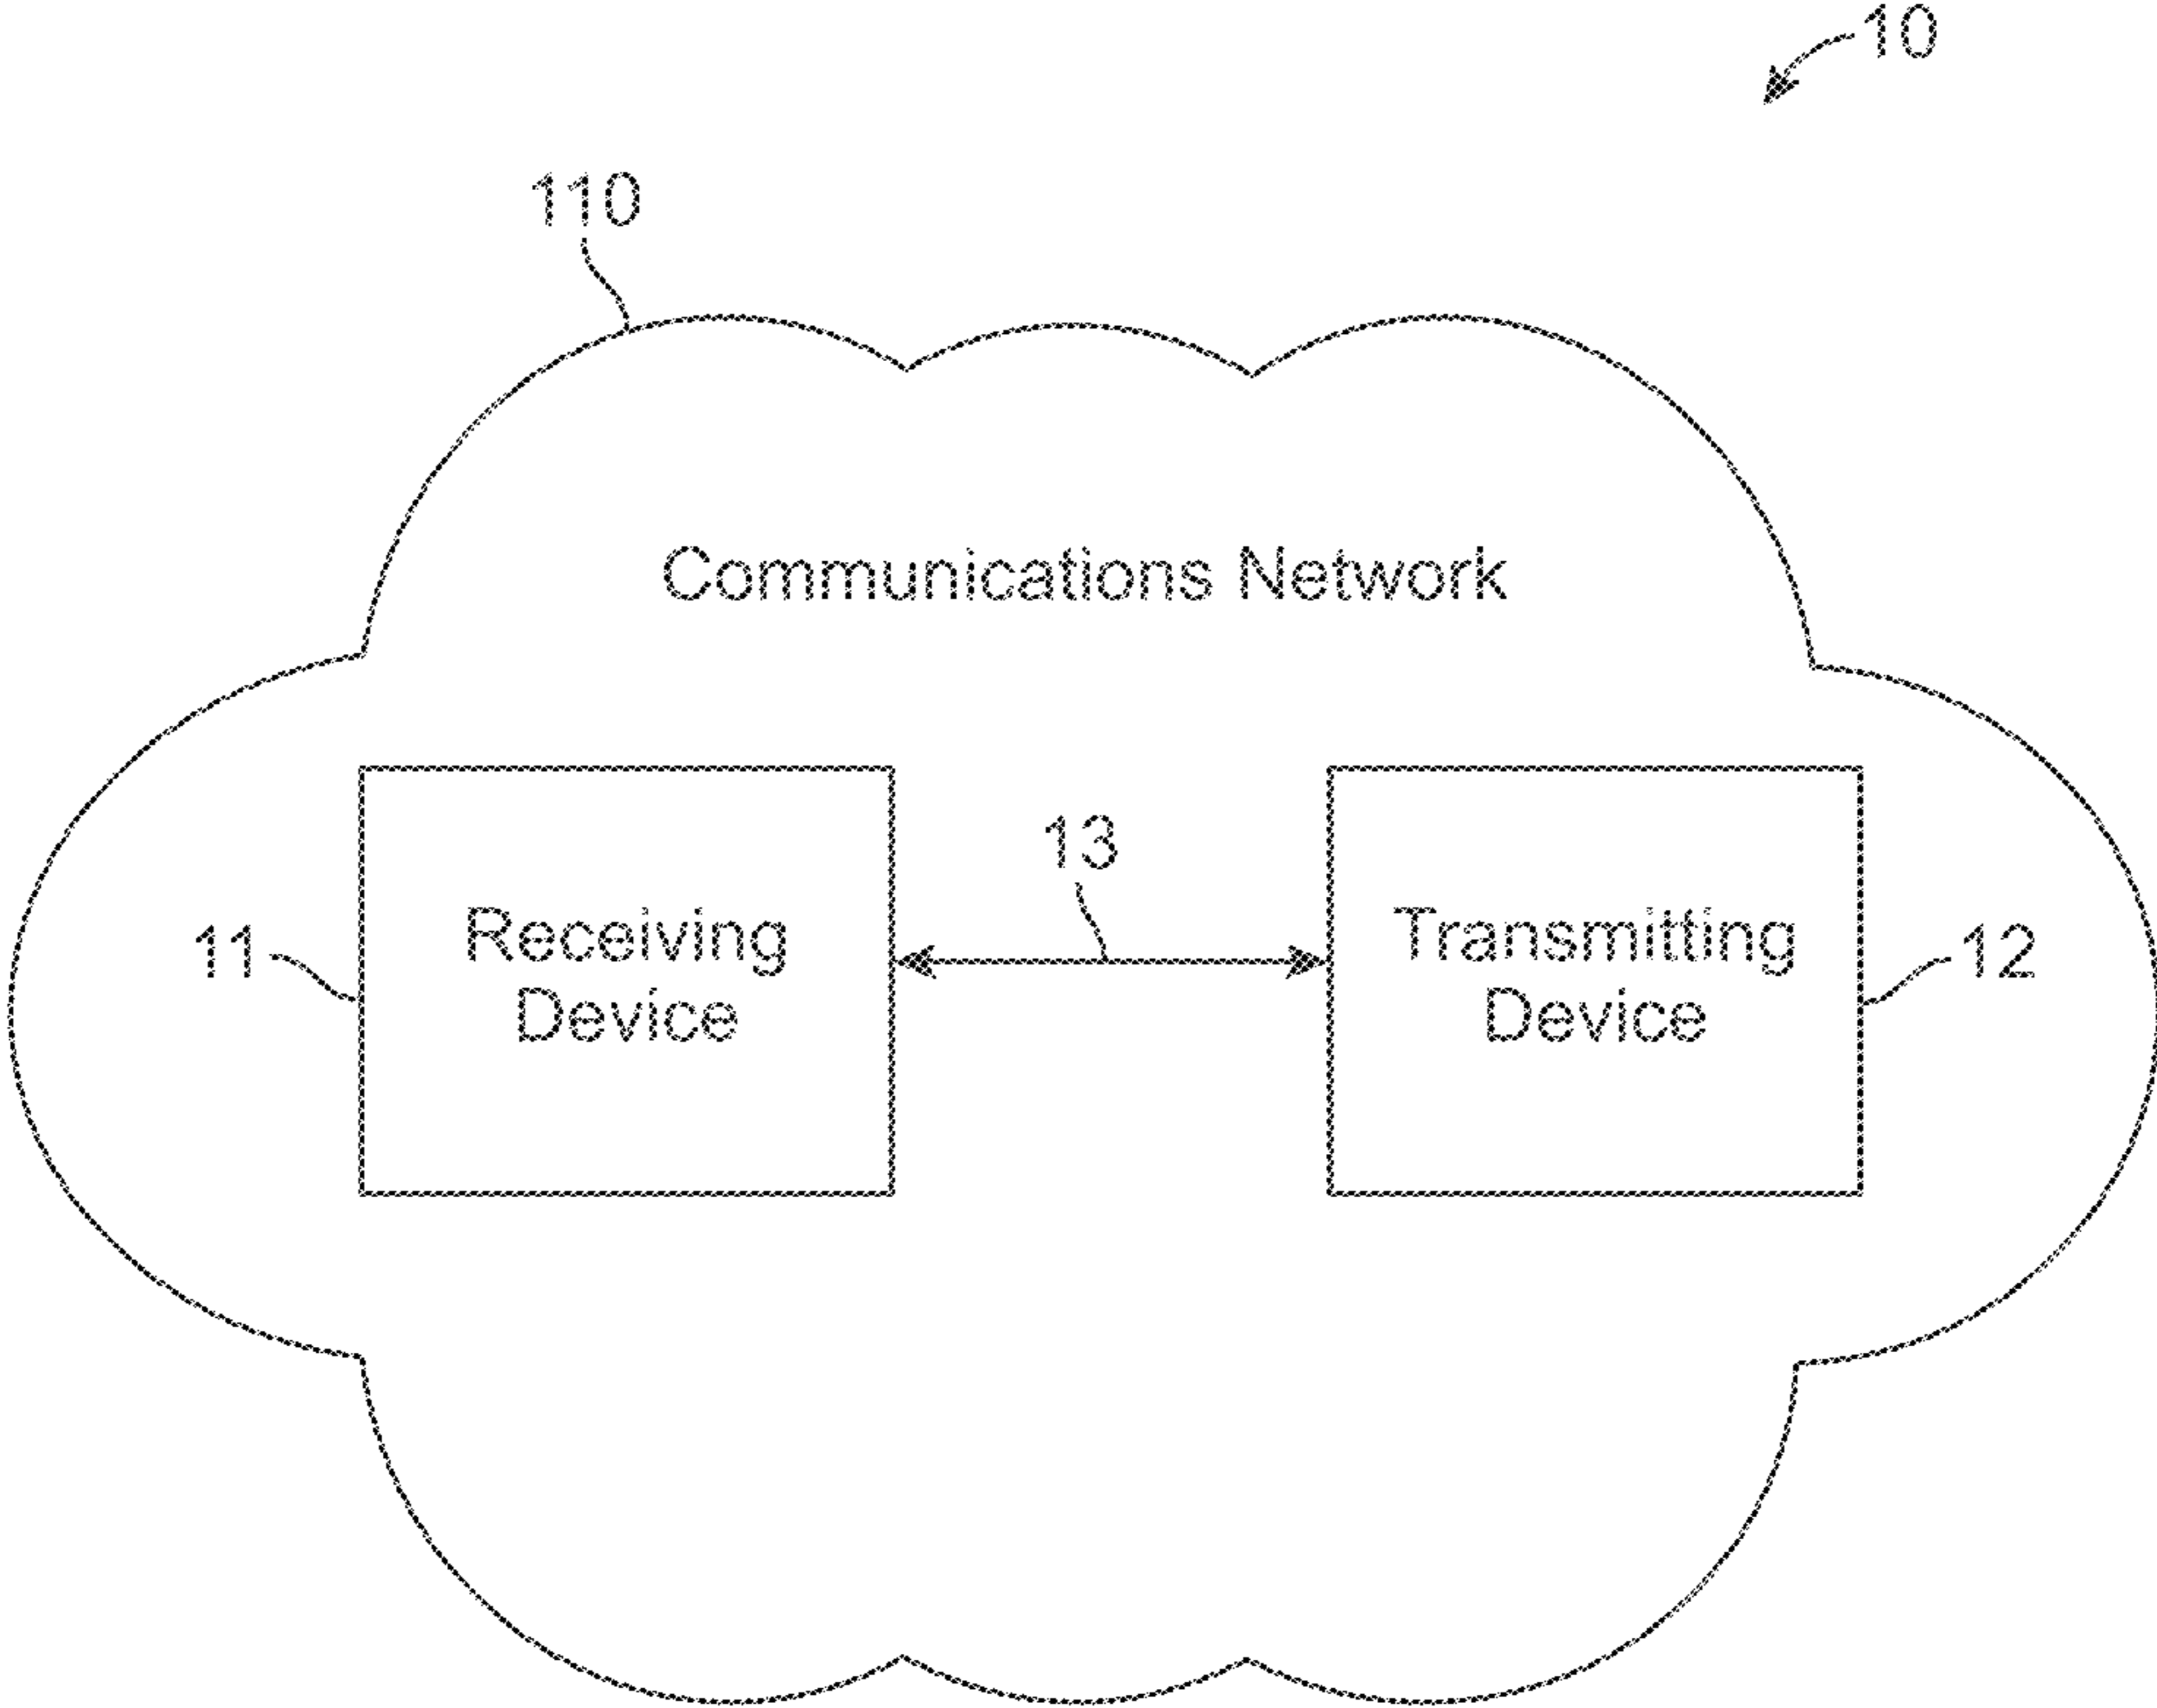 10
110
Communications Network
13
11
Receiving
Device
Transmitting
Device
12